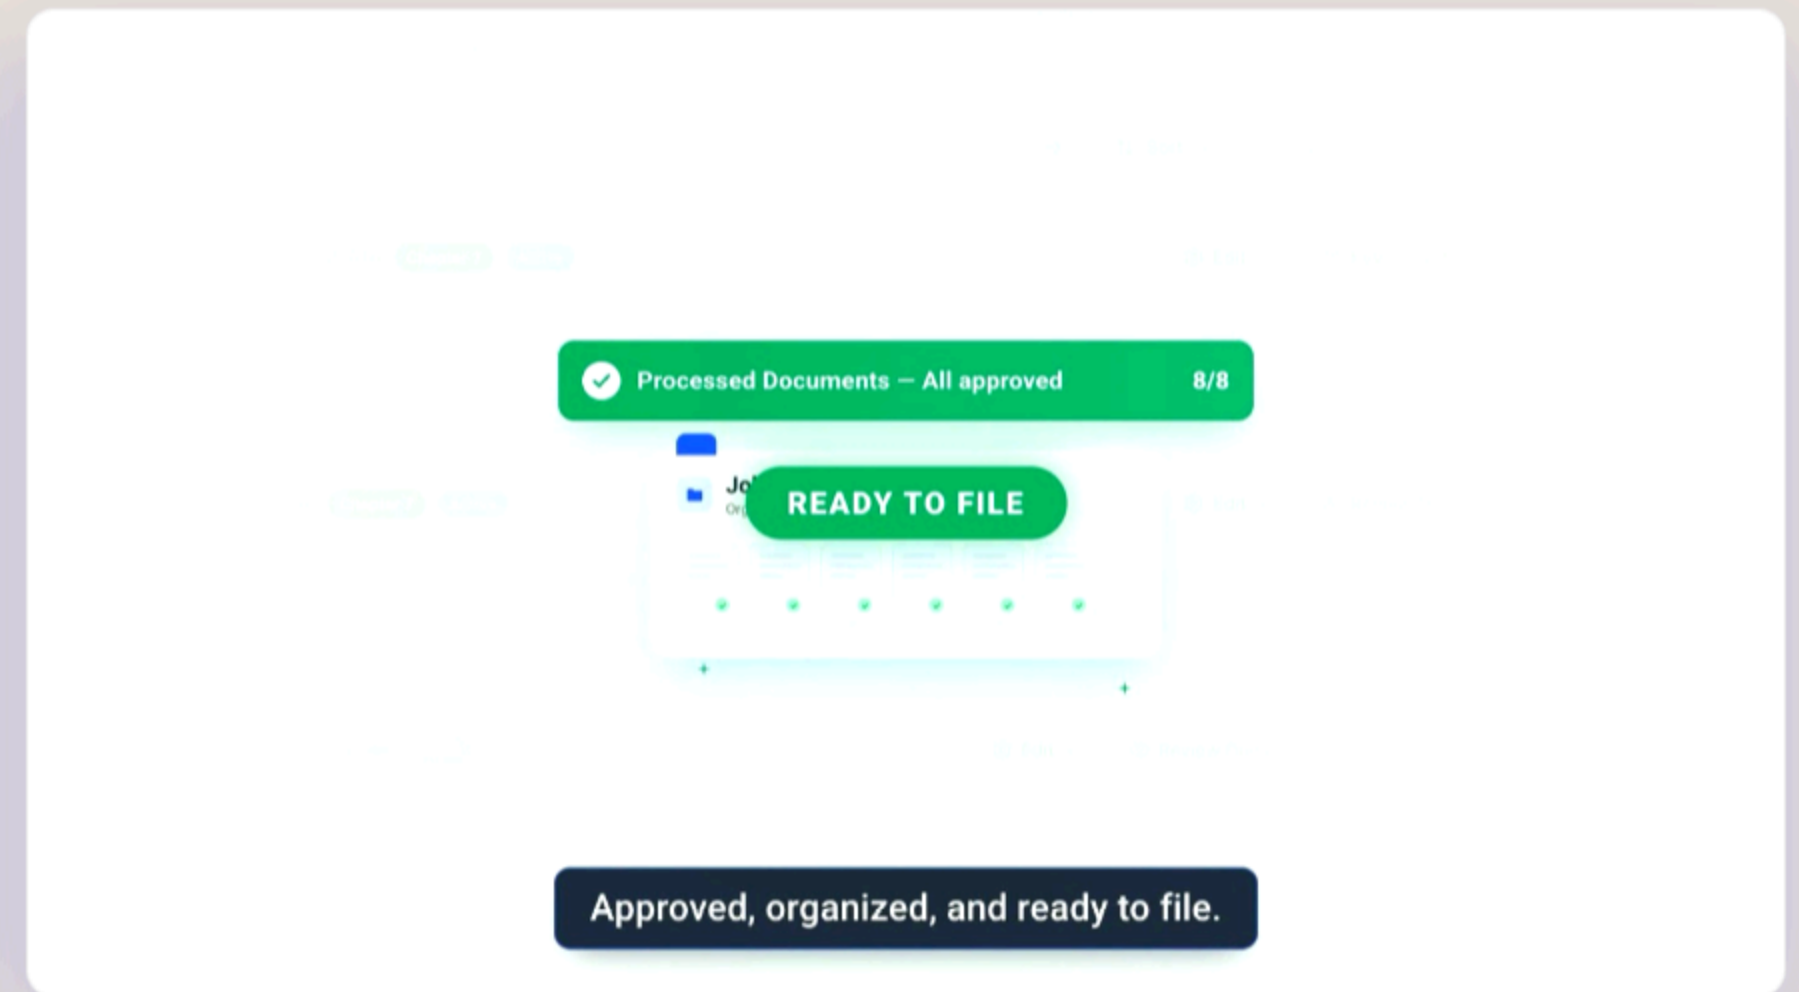 Processed Documents — All approved
8/8
READY TO FILE
Approved, organized, and ready to file.